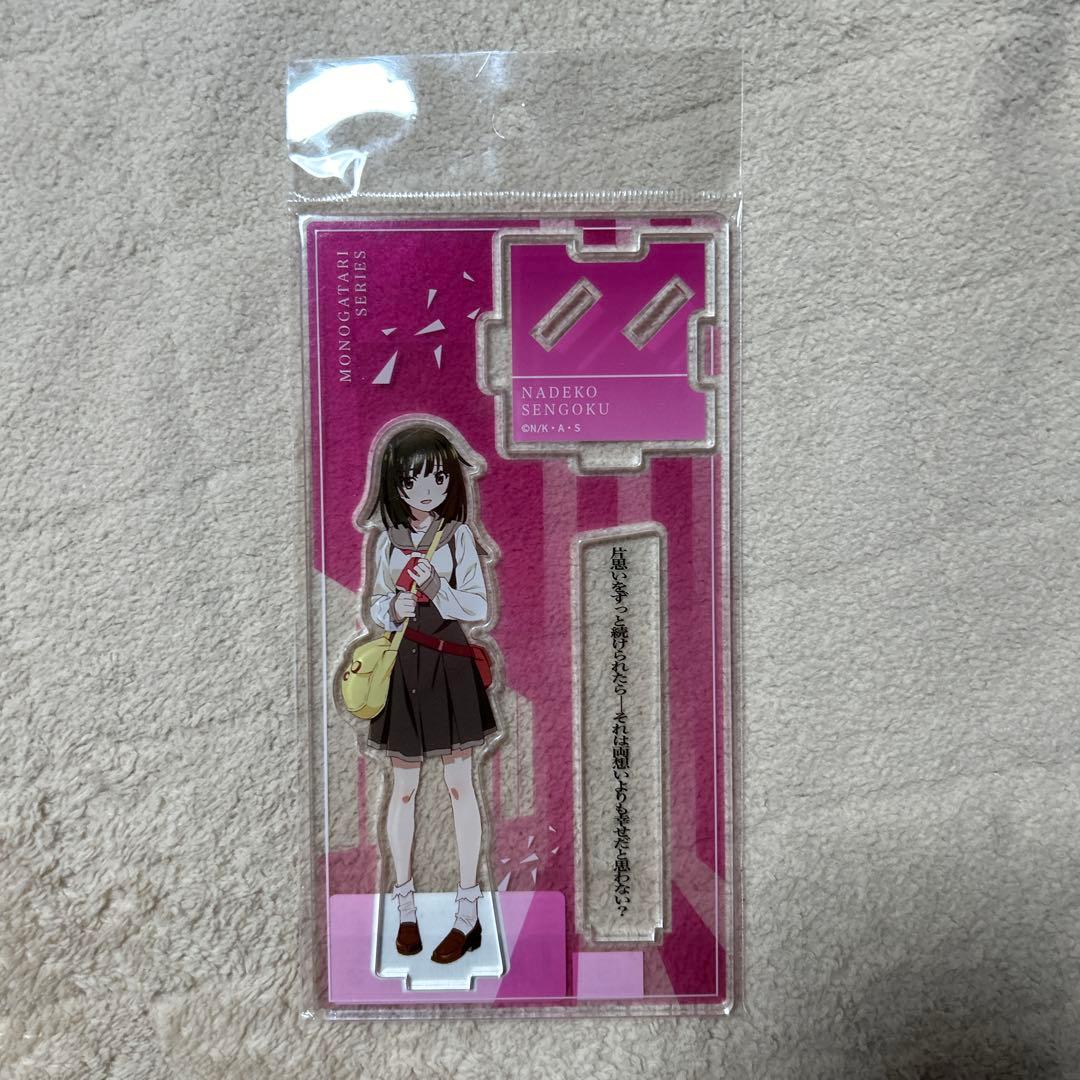 MONOGATARI
SERIES
NADEKO
SENGOKU
©N/K・A・S
片思いをずっと続けられたら―それは両想いよりも幸せだと思わない?